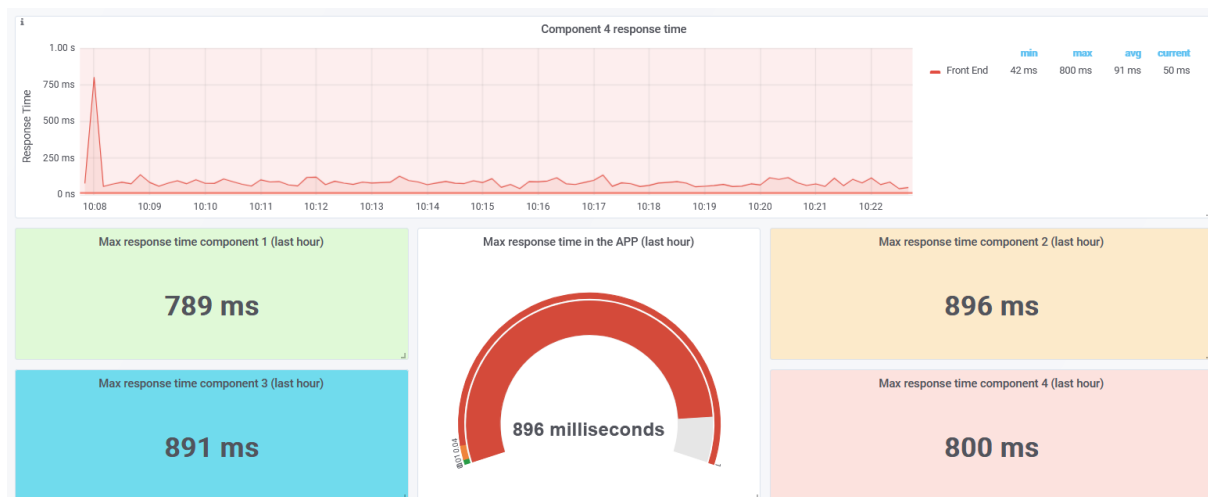 i
Component 4 response time
1.00 s
750 ms
500 ms
250 ms
0 ns
Response Time
10:08 10:09 10:10 10:11 10:12 10:13 10:14 10:15 10:16 10:17 10:18 10:19 10:20 10:21 10:22
min max avg current
Front End 42 ms 800 ms 91 ms 50 ms
Max response time component 1 (last hour)
789 ms
Max response time in the APP (last hour)
896 milliseconds
0.04
1
Max response time component 2 (last hour)
896 ms
Max response time component 3 (last hour)
891 ms
Max response time component 4 (last hour)
800 ms